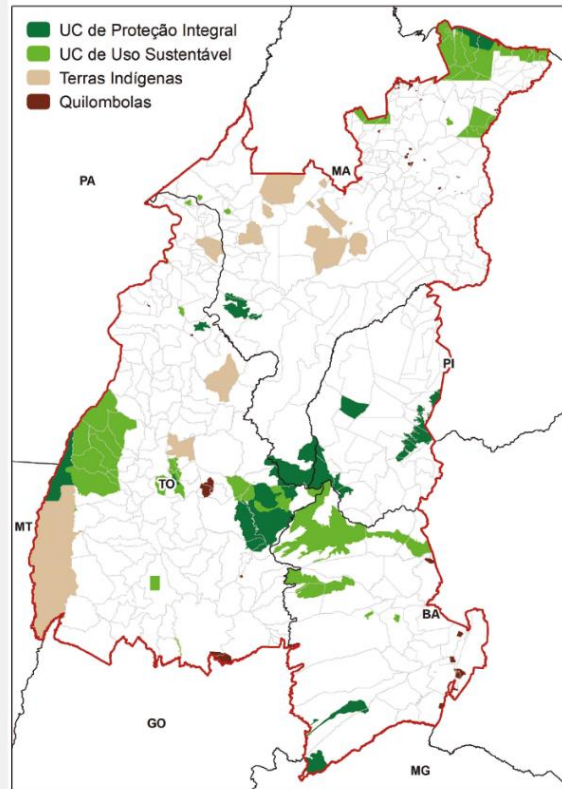 UC de Proteção Integral
UC de Uso Sustentável
Terras Indígenas
Quilombolas
PA
MA
PI
TO
MT
BA
GO
MG